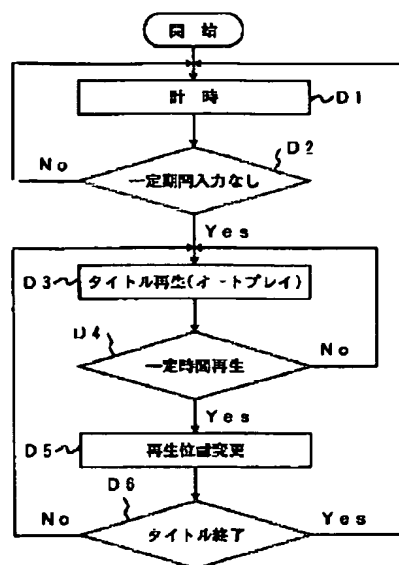 開 始
計 時
D1
D2
No
一定期間入力なし
Yes
D3
タイトル再生(オートプレイ)
D4
No
一定時間再生
Yes
D5
再生位置変更
D6
No
Yes
タイトル終了